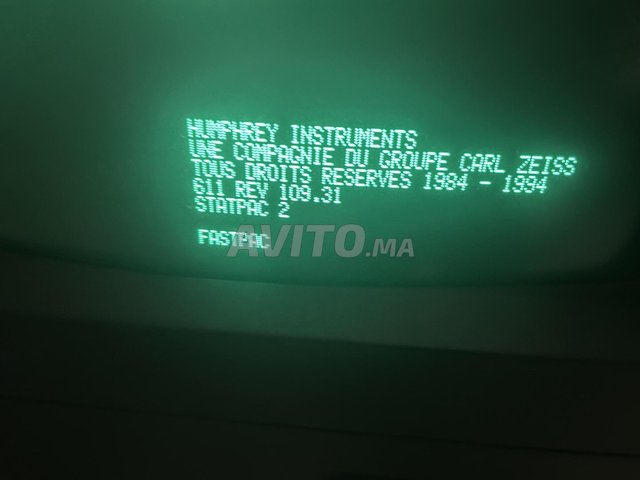 HUMPHREY INSTRUMENTS
UNE COMPAGNIE DU GROUPE CARL ZEISS
TOUS DROITS RESERVES 1984 - 1994
611 REV 109.31
STATPAC 2
FASTPAC
AVITO.MA